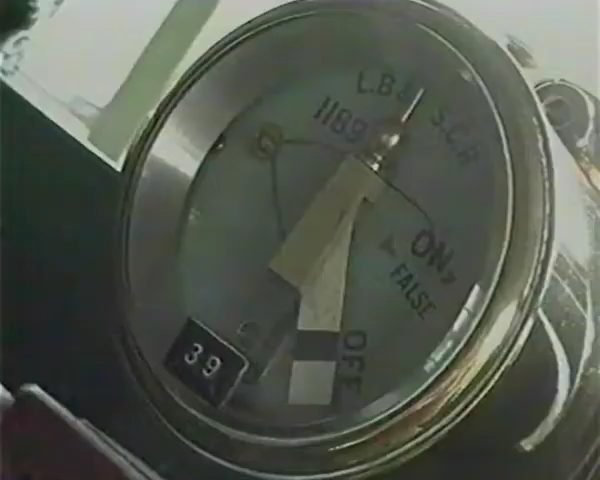 L.B & S.C.R
1189
ON
FALSE
OFF
39